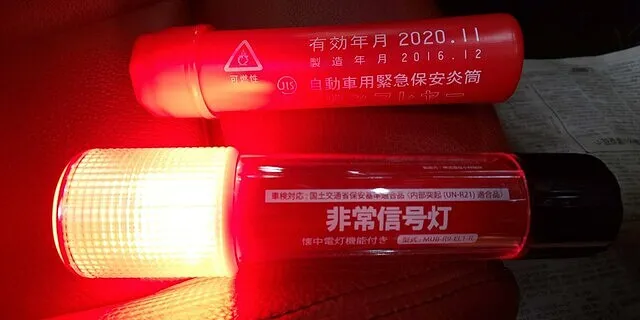 有効年月 2020.11
製造年月 2016.12
可燃性
JIS
自動車用緊急保安炎筒
車検対応：国土交通省保安基準適合品（内部突起（UN-R21）適合品）
非常信号灯
懐中電灯機能付き